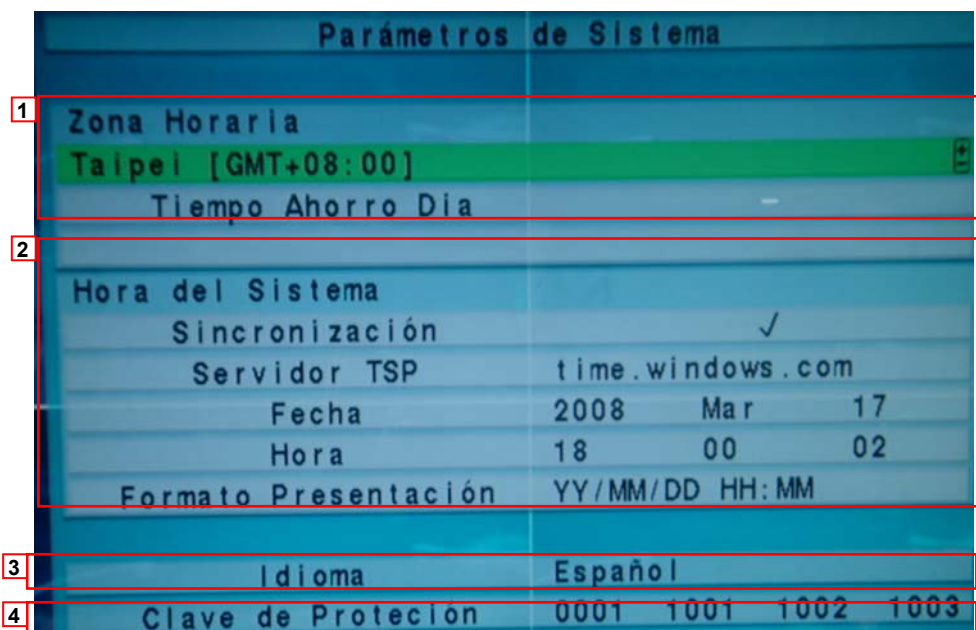 Parámetros de Sistema
1
Zona Horaria
Taipei [GMT+08:00] + -
Tiempo Ahorro Dia -
2
Hora del Sistema
Sincronización √
Servidor TSP time.windows.com
Fecha 2008 Mar 17
Hora 18 00 02
Formato Presentación YY/MM/DD HH:MM
3 Idioma Español
4 Clave de Proteción 0001 1001 1002 1003